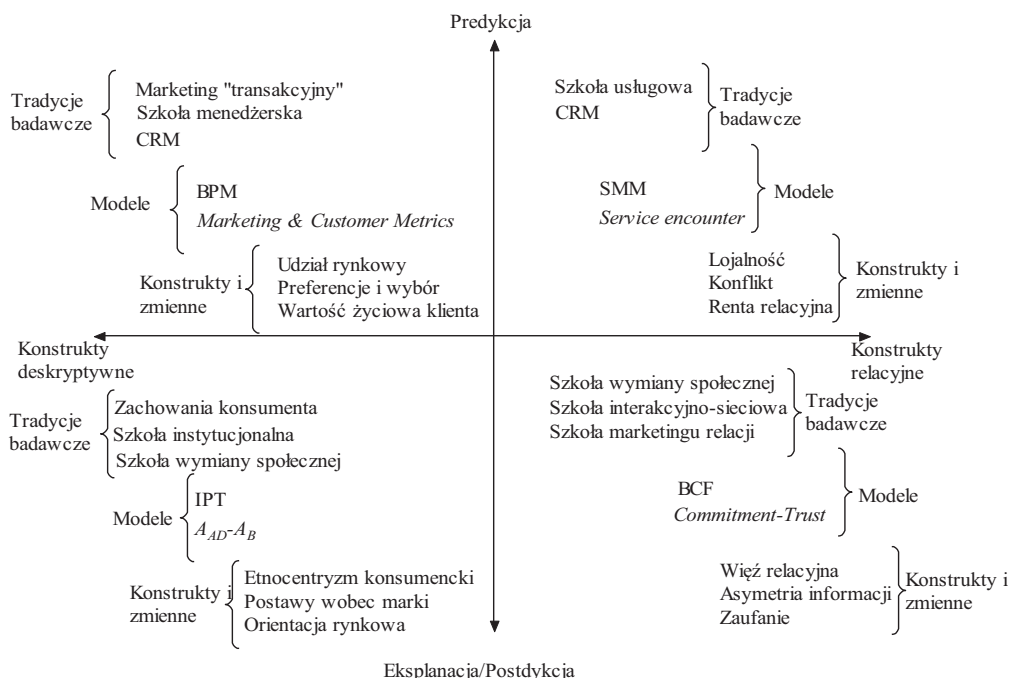 Predykcja
Tradycje
badawcze
Marketing "transakcyjny"
Szkoła menedżerska
CRM
Modele
BPM
Marketing & Customer Metrics
Konstrukty i
zmienne
Udział rynkowy
Preferencje i wybór
Wartość życiowa klienta
Szkoła usługowa
CRM
Tradycje
badawcze
SMM
Service encounter
Modele
Lojalność
Konflikt
Renta relacyjna
Konstrukty i
zmienne
Konstrukty
deskryptywne
Konstrukty
relacyjne
Tradycje
badawcze
Zachowania konsumenta
Szkoła instytucjonalna
Szkoła wymiany społecznej
Modele
IPT
A_AD-A_B
Konstrukty i
zmienne
Etnocentryzm konsumencki
Postawy wobec marki
Orientacja rynkowa
Szkoła wymiany społecznej
Szkoła interakcyjno-sieciowa
Szkoła marketingu relacji
Tradycje
badawcze
BCF
Commitment-Trust
Modele
Więź relacyjna
Asymetria informacji
Zaufanie
Konstrukty i
zmienne
Eksplanacja/Postdykcja